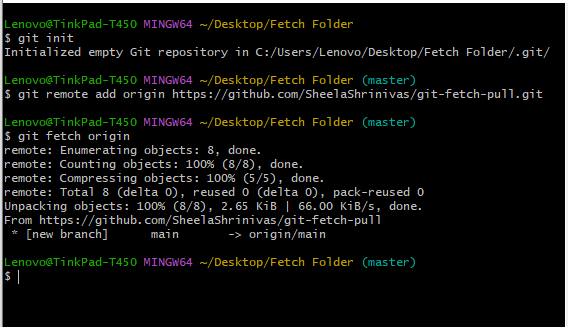 Lenovo@TinkPad-T450 MINGW64 ~/Desktop/Fetch Folder
$ git init
Initialized empty Git repository in C:/Users/Lenovo/Desktop/Fetch Folder/.git/
Lenovo@TinkPad-T450 MINGW64 ~/Desktop/Fetch Folder (master)
$ git remote add origin https://github.com/SheelaShrinivas/git-fetch-pull.git
Lenovo@TinkPad-T450 MINGW64 ~/Desktop/Fetch Folder (master)
$ git fetch origin
remote: Enumerating objects: 8, done.
remote: Counting objects: 100% (8/8), done.
remote: Compressing objects: 100% (5/5), done.
remote: Total 8 (delta 0), reused 0 (delta 0), pack-reused 0
Unpacking objects: 100% (8/8), 2.65 KiB | 66.00 KiB/s, done.
From https://github.com/SheelaShrinivas/git-fetch-pull
 * [new branch]      main       -> origin/main
Lenovo@TinkPad-T450 MINGW64 ~/Desktop/Fetch Folder (master)
$